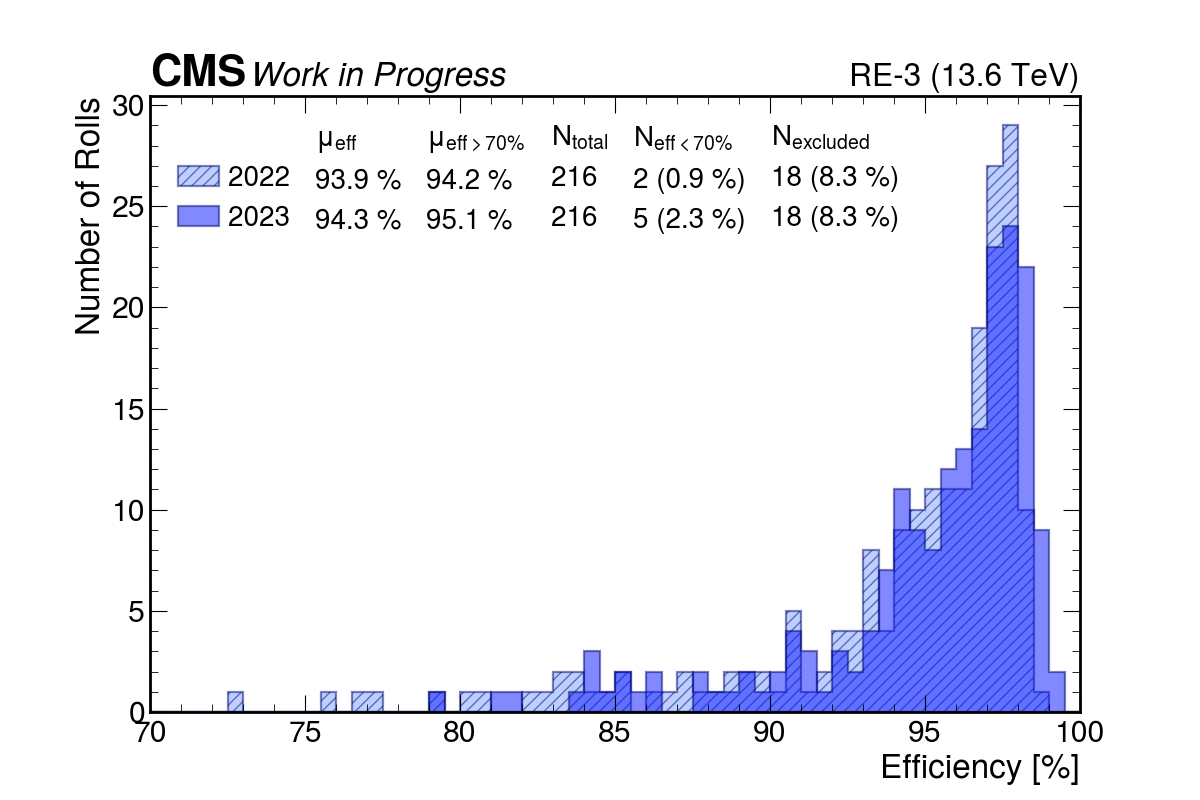 CMS Work in Progress RE-3 (13.6 TeV)
Number of Rolls
μeff μeff > 70% Ntotal Neff < 70% Nexcluded
2022 93.9 % 94.2 % 216 2 (0.9 %) 18 (8.3 %)
2023 94.3 % 95.1 % 216 5 (2.3 %) 18 (8.3 %)
30
25
20
15
10
5
0
70 75 80 85 90 95 100
Efficiency [%]